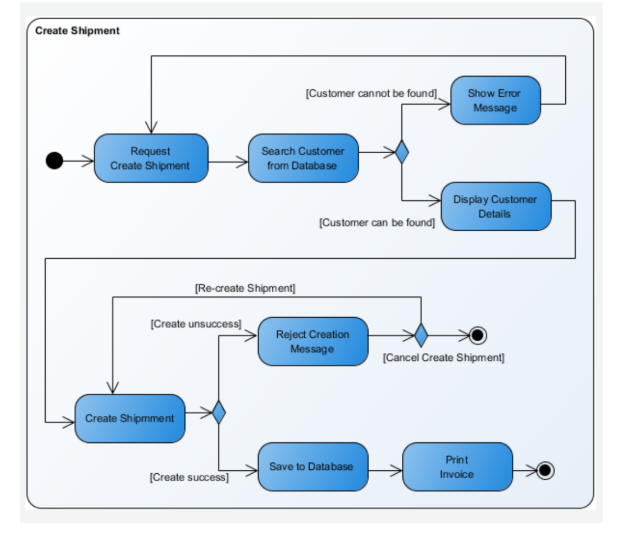 Create Shipment
[Customer cannot be found]
Show Error
Message
Request
Create Shipment
Search Customer
from Database
Display Customer
Details
[Customer can be found]
[Re-create Shipment]
[Create unsuccess]
Reject Creation
Message
[Cancel Create Shipment]
Create Shipmment
[Create success]
Save to Database
Print
Invoice